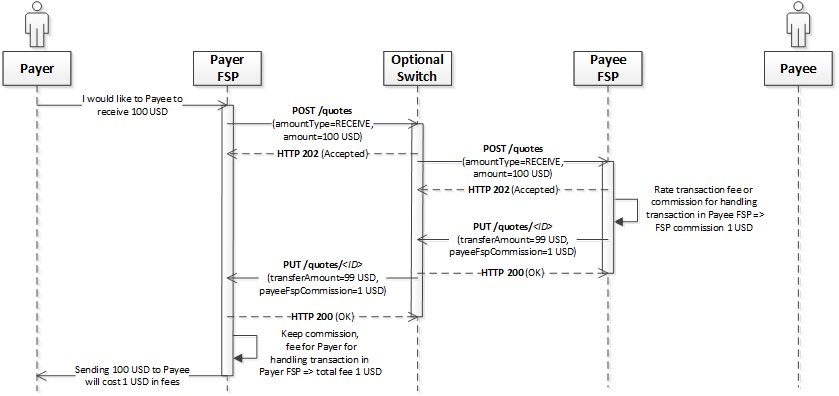 Payer
Payer
FSP
Optional
Switch
Payee
FSP
Payee
I would like to Payee to
receive 100 USD
POST /quotes
(amountType=RECEIVE,
amount=100 USD)
HTTP 202 (Accepted)
POST /quotes
(amountType=RECEIVE,
amount=100 USD)
HTTP 202 (Accepted)
Rate transaction fee or
commission for handling
transaction in Payee FSP =>
FSP commission 1 USD
PUT /quotes/<ID>
(transferAmount=99 USD,
payeeFspCommission=1 USD)
HTTP 200 (OK)
PUT /quotes/<ID>
(transferAmount=99 USD,
payeeFspCommission=1 USD)
HTTP 200 (OK)
Keep commission,
fee for Payer for
handling transaction in
Payer FSP => total fee 1 USD
Sending 100 USD to Payee
will cost 1 USD in fees